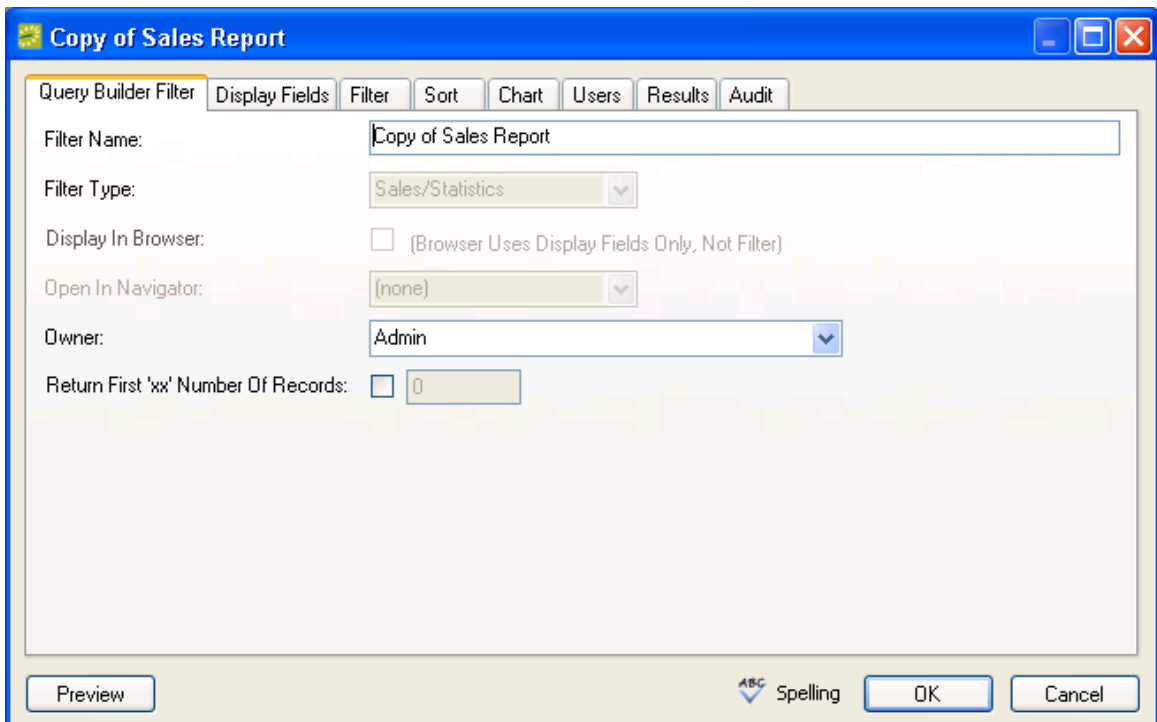 Copy of Sales Report
Query Builder Filter Display Fields Filter Sort Chart Users Results Audit
Filter Name: Copy of Sales Report
Filter Type: Sales/Statistics
Display In Browser: (Browser Uses Display Fields Only, Not Filter)
Open In Navigator: (none)
Owner: Admin
Return First 'xx' Number Of Records: 0
Preview ABC Spelling OK Cancel